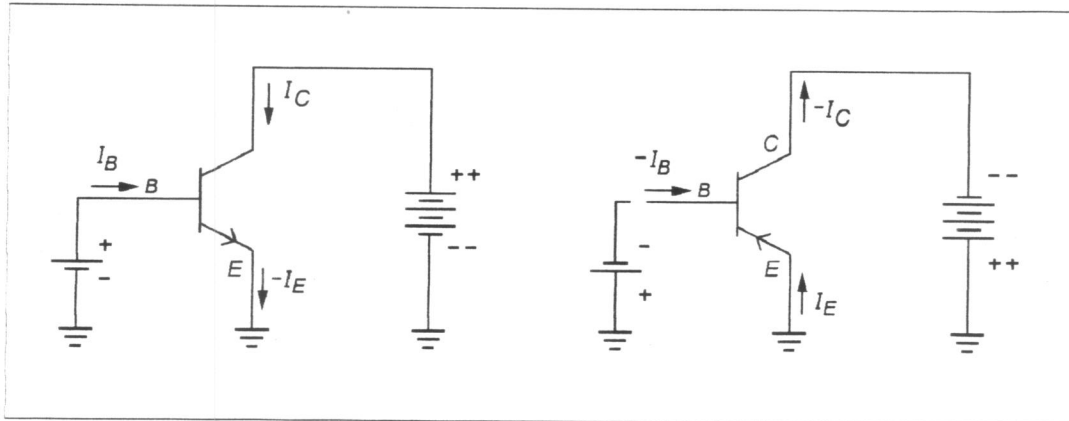 I_C
I_B
B
++
+
-
E
--
-I_E
-I_C
C
-I_B
B
--
-
+
E
++
I_E